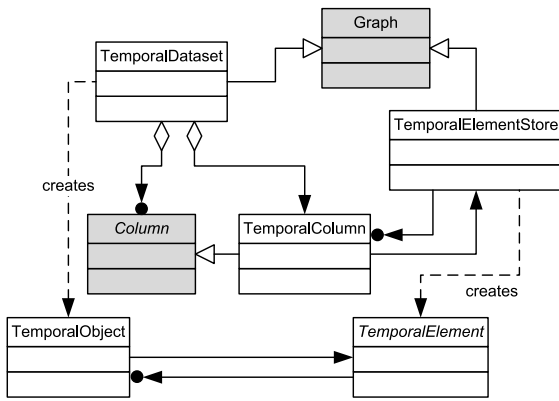 Graph
TemporalDataset
TemporalElementStore
creates
Column
TemporalColumn
creates
TemporalObject
TemporalElement